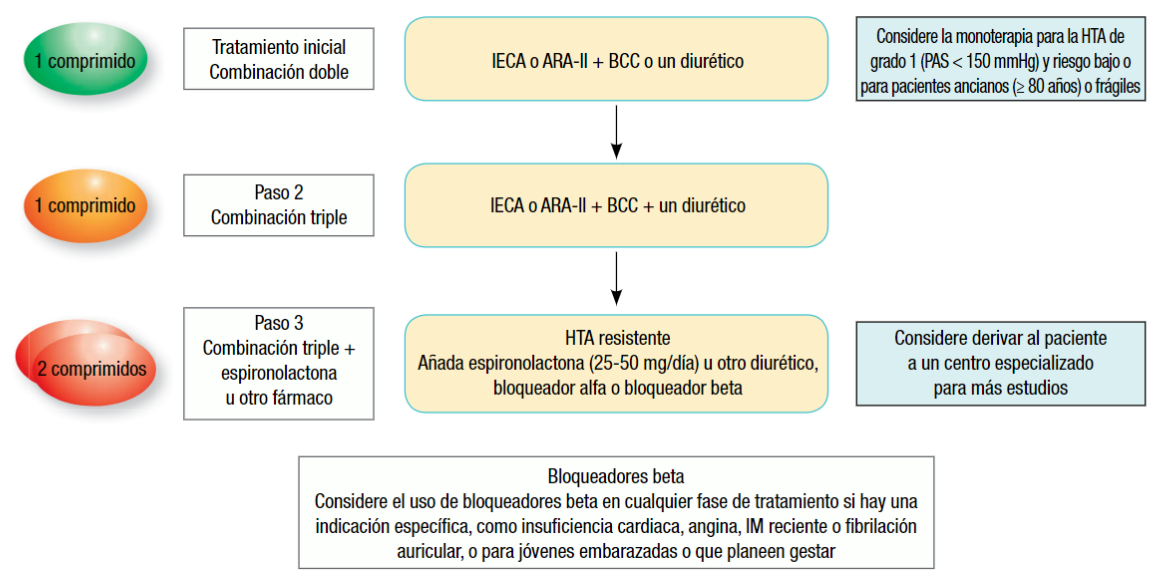 1 comprimido
Tratamiento inicial
Combinación doble
IECA o ARA-II + BCC o un diurético
Considere la monoterapia para la HTA de
grado 1 (PAS < 150 mmHg) y riesgo bajo o
para pacientes ancianos (≥ 80 años) o frágiles
1 comprimido
Paso 2
Combinación triple
IECA o ARA-II + BCC + un diurético
2 comprimidos
Paso 3
Combinación triple +
espironolactona
u otro fármaco
HTA resistente
Añada espironolactona (25-50 mg/día) u otro diurético,
bloqueador alfa o bloqueador beta
Considere derivar al paciente
a un centro especializado
para más estudios
Bloqueadores beta
Considere el uso de bloqueadores beta en cualquier fase de tratamiento si hay una
indicación específica, como insuficiencia cardiaca, angina, IM reciente o fibrilación
auricular, o para jóvenes embarazadas o que planeen gestar